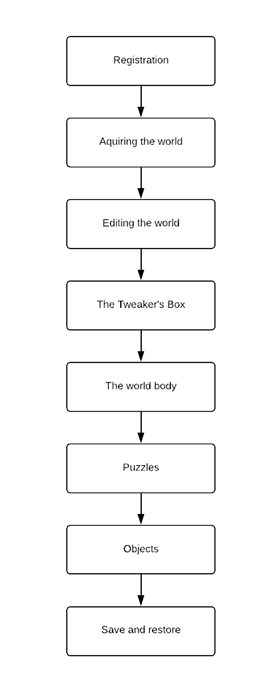 Registration
Aquiring the world
Editing the world
The Tweaker's Box
The world body
Puzzles
Objects
Save and restore